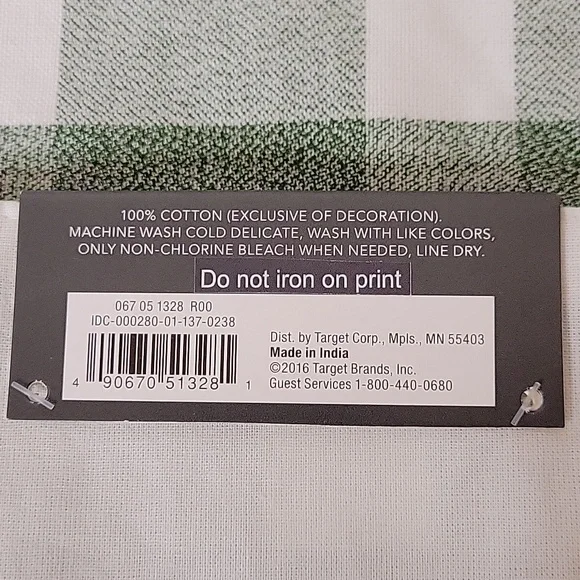 100% COTTON (EXCLUSIVE OF DECORATION).
MACHINE WASH COLD DELICATE, WASH WITH LIKE COLORS,
ONLY NON-CHLORINE BLEACH WHEN NEEDED, LINE DRY.
Do not iron on print
067 05 1328 R00
IDC-000280-01-137-0238
4 90670 51328 1
Dist. by Target Corp., Mpls., MN 55403
Made in India
©2016 Target Brands, Inc.
Guest Services 1-800-440-0680